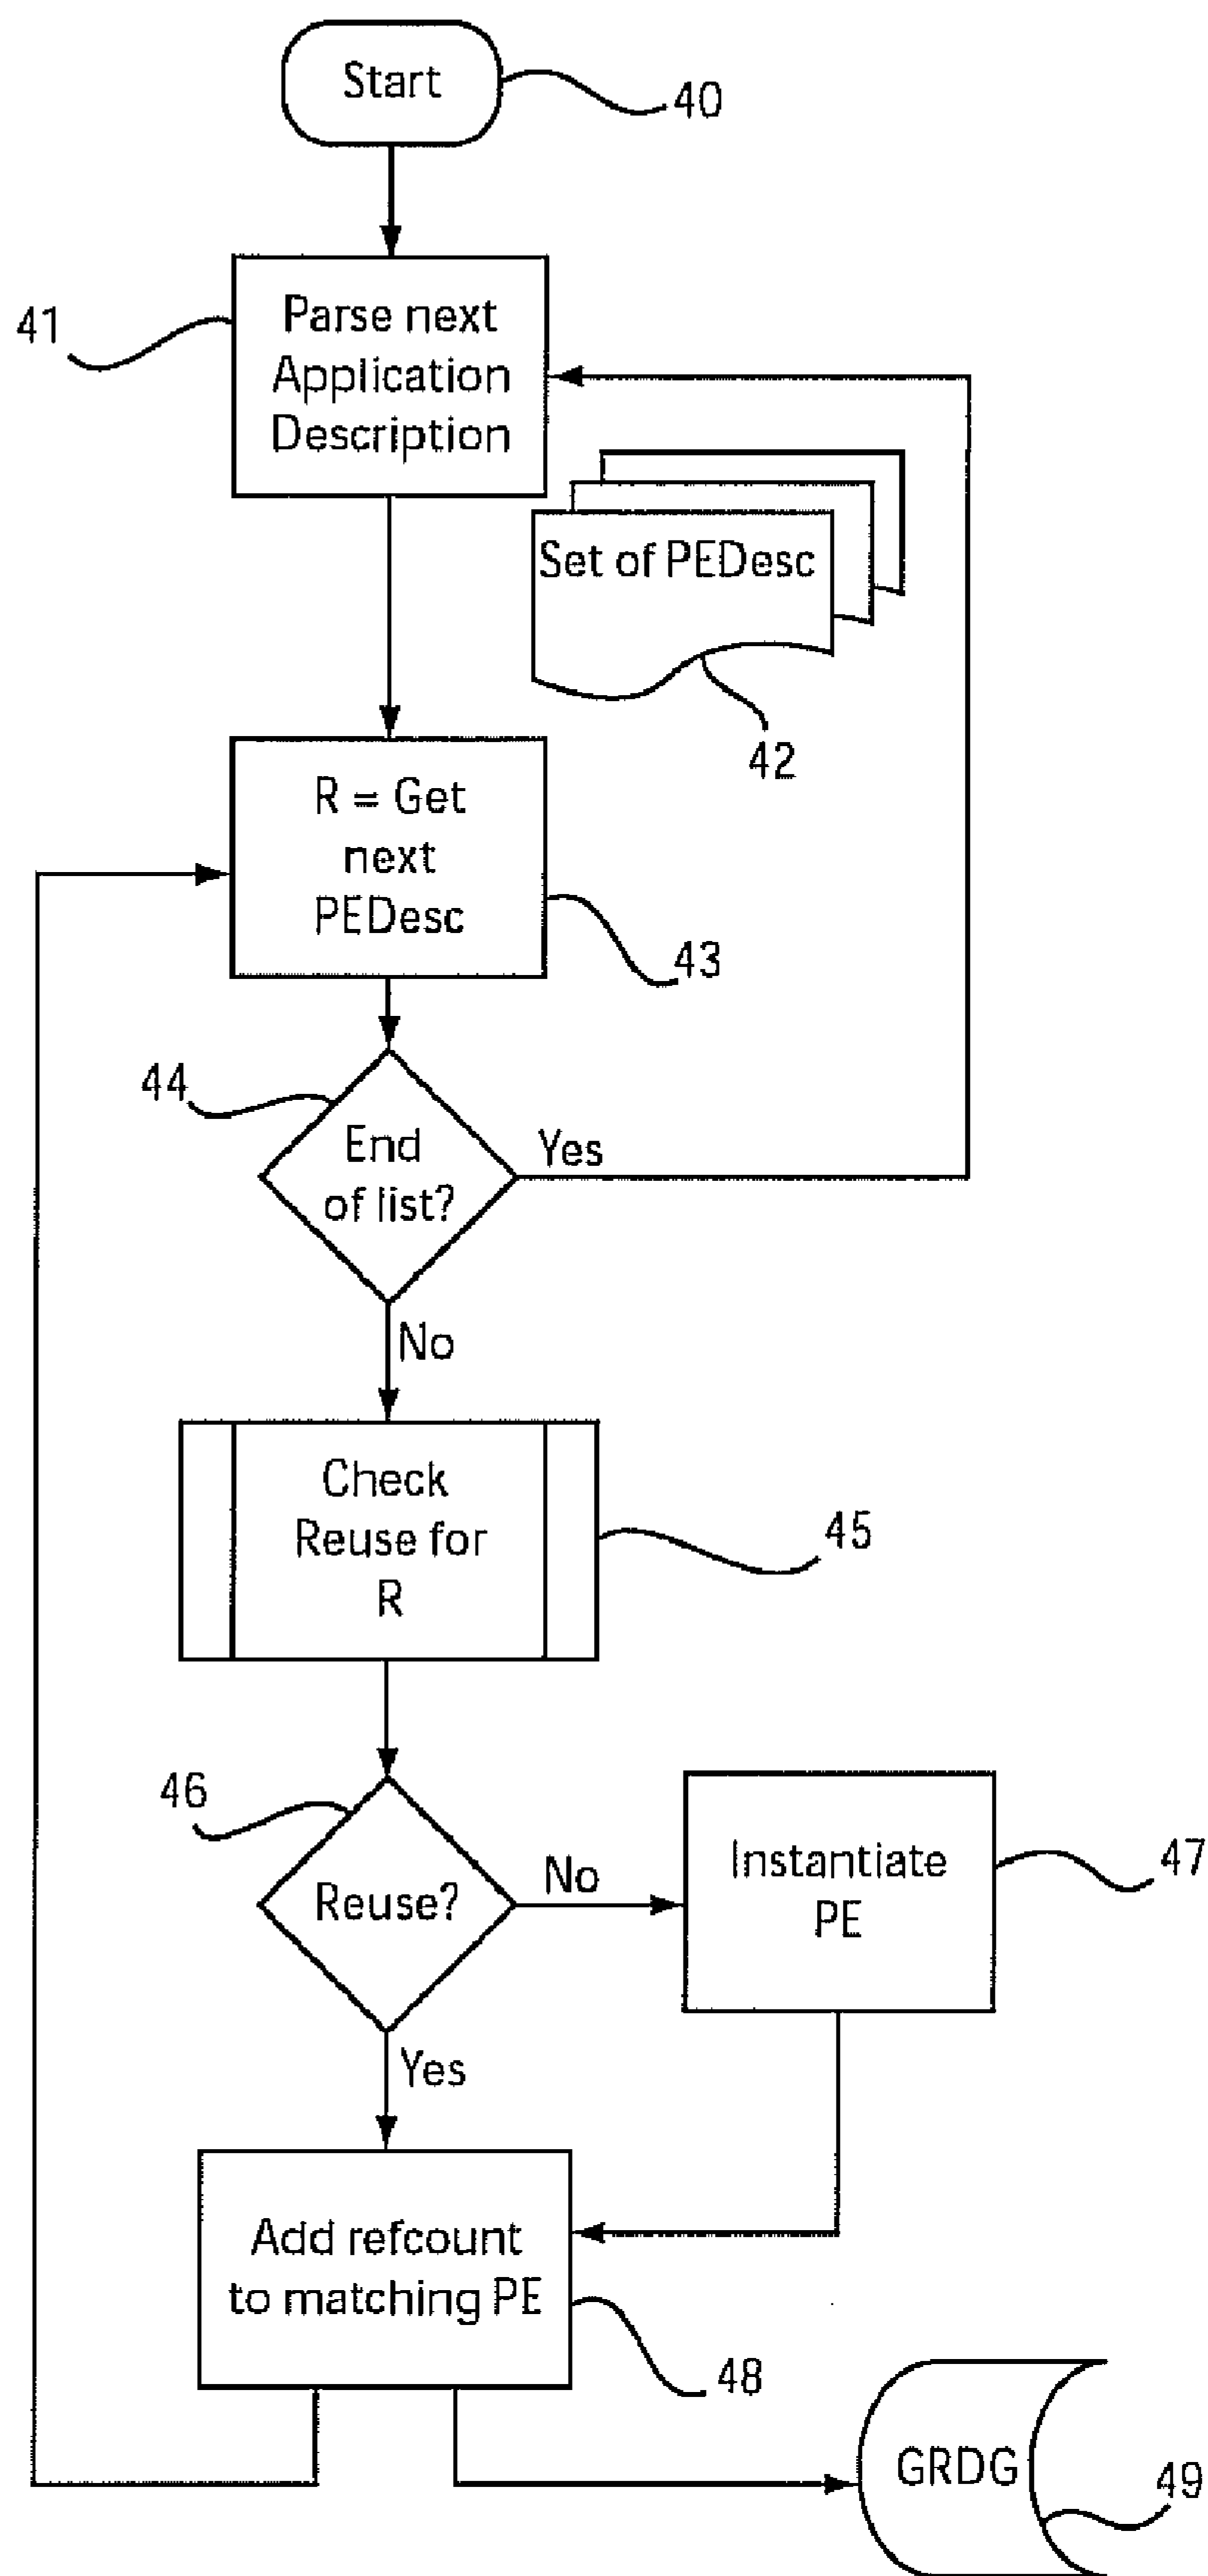 Start
40
41
Parse next
Application
Description
Set of PEDesc
42
R = Get
next
PEDesc
43
44
End
of list?
Yes
No
Check
Reuse for
R
45
46
Reuse?
No
Instantiate
PE
47
Yes
Add refcount
to matching PE
48
GRDG
49